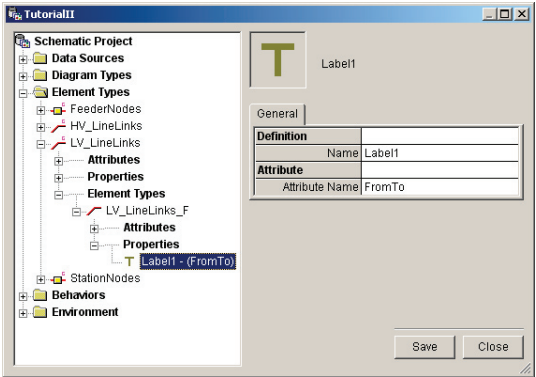 TutorialII
Schematic Project
Data Sources
Diagram Types
Element Types
FeederNodes
HV_LineLinks
LV_LineLinks
Attributes
Properties
Element Types
LV_LineLinks_F
Attributes
Properties
T Label1 - (FromTo)
StationNodes
Behaviors
Environment
T Label1
General
Definition
Name Label1
Attribute
Attribute Name FromTo
Save Close